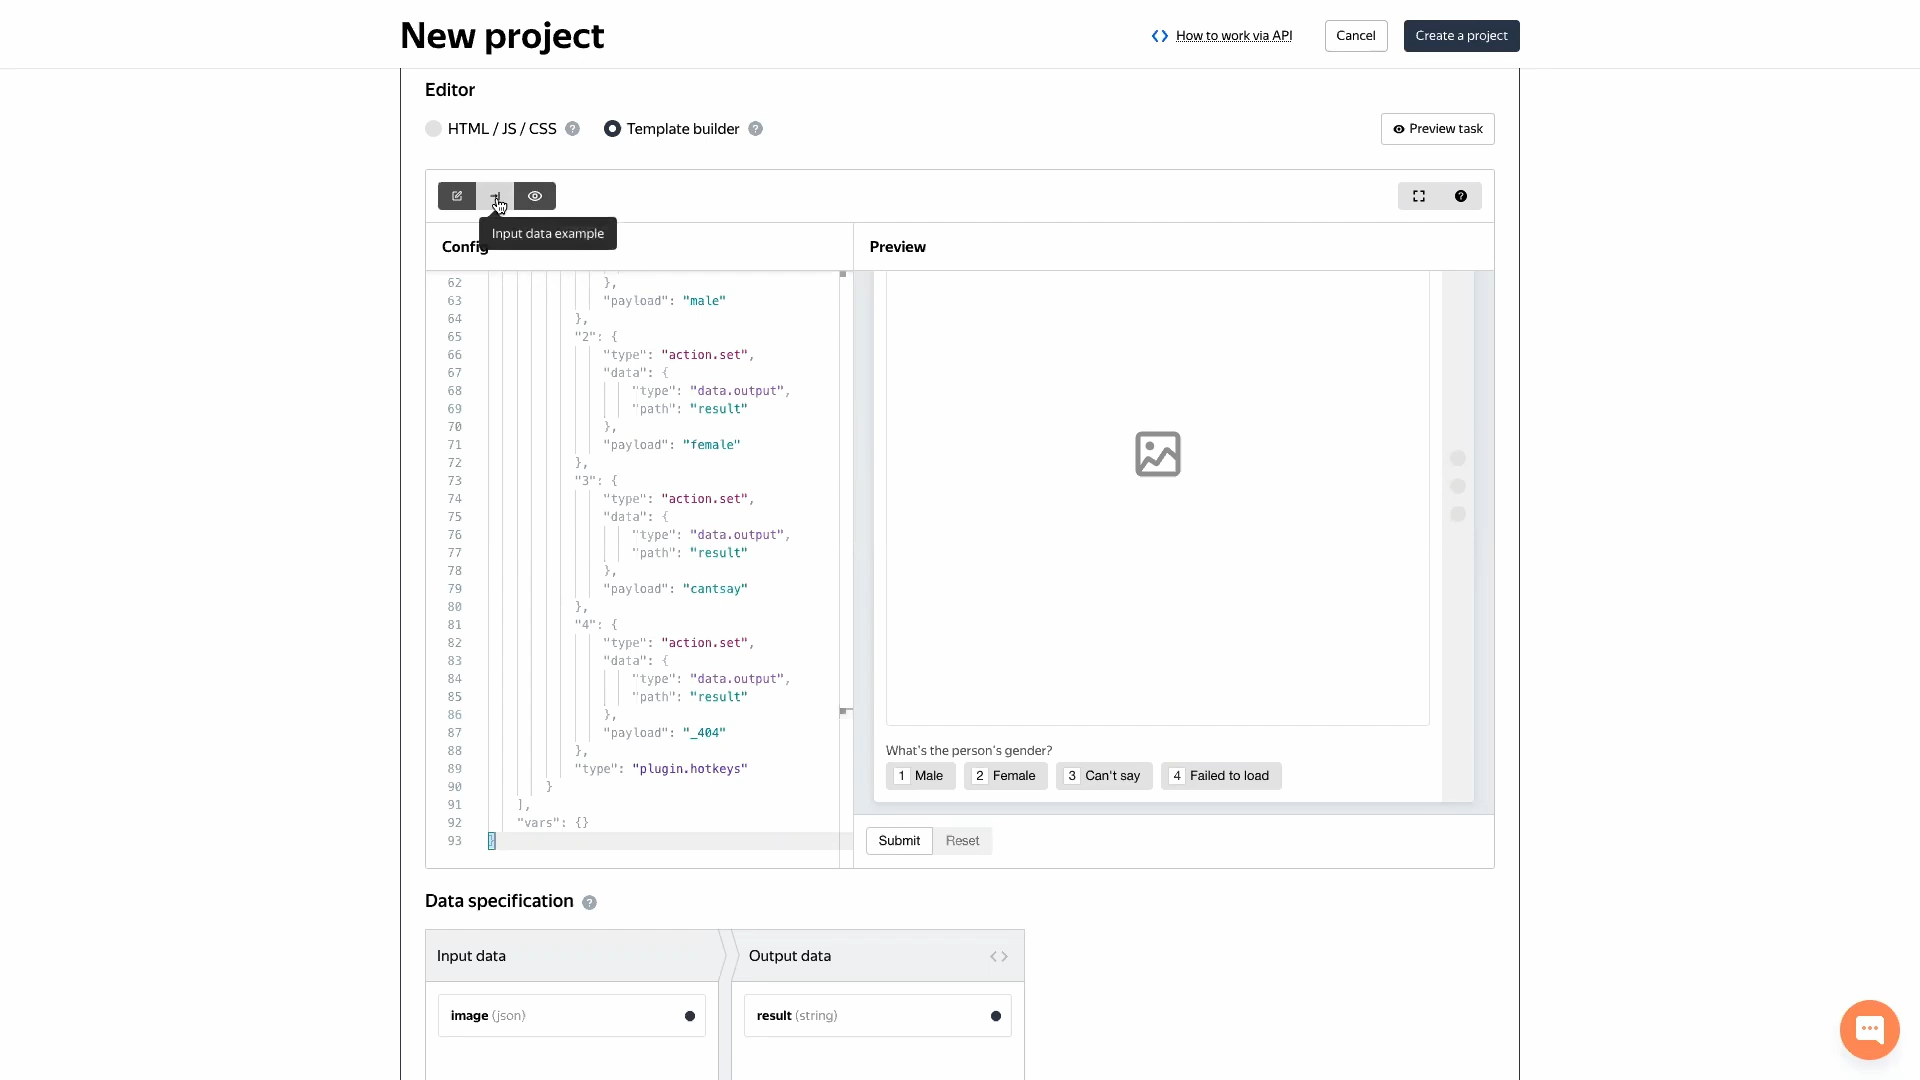 New project
How to work via API
Cancel
Create a project
Editor
HTML / JS / CSS ?
Template builder ?
Preview task
Input data example
Config
Preview
62 },
63 "payload": "male"
64 },
65 "2": {
66 "type": "action.set",
67 "data": {
68 "type": "data.output",
69 "path": "result"
70 },
71 "payload": "female"
72 },
73 "3": {
74 "type": "action.set",
75 "data": {
76 "type": "data.output",
77 "path": "result"
78 },
79 "payload": "cantsay"
80 },
81 "4": {
82 "type": "action.set",
83 "data": {
84 "type": "data.output",
85 "path": "result"
86 },
87 "payload": "_404"
88 },
89 "type": "plugin.hotkeys"
90 }
91 ],
92 "vars": {}
93 }
What's the person's gender?
1 Male
2 Female
3 Can't say
4 Failed to load
Submit
Reset
Data specification ?
Input data
Output data <>
image (json)
result (string)